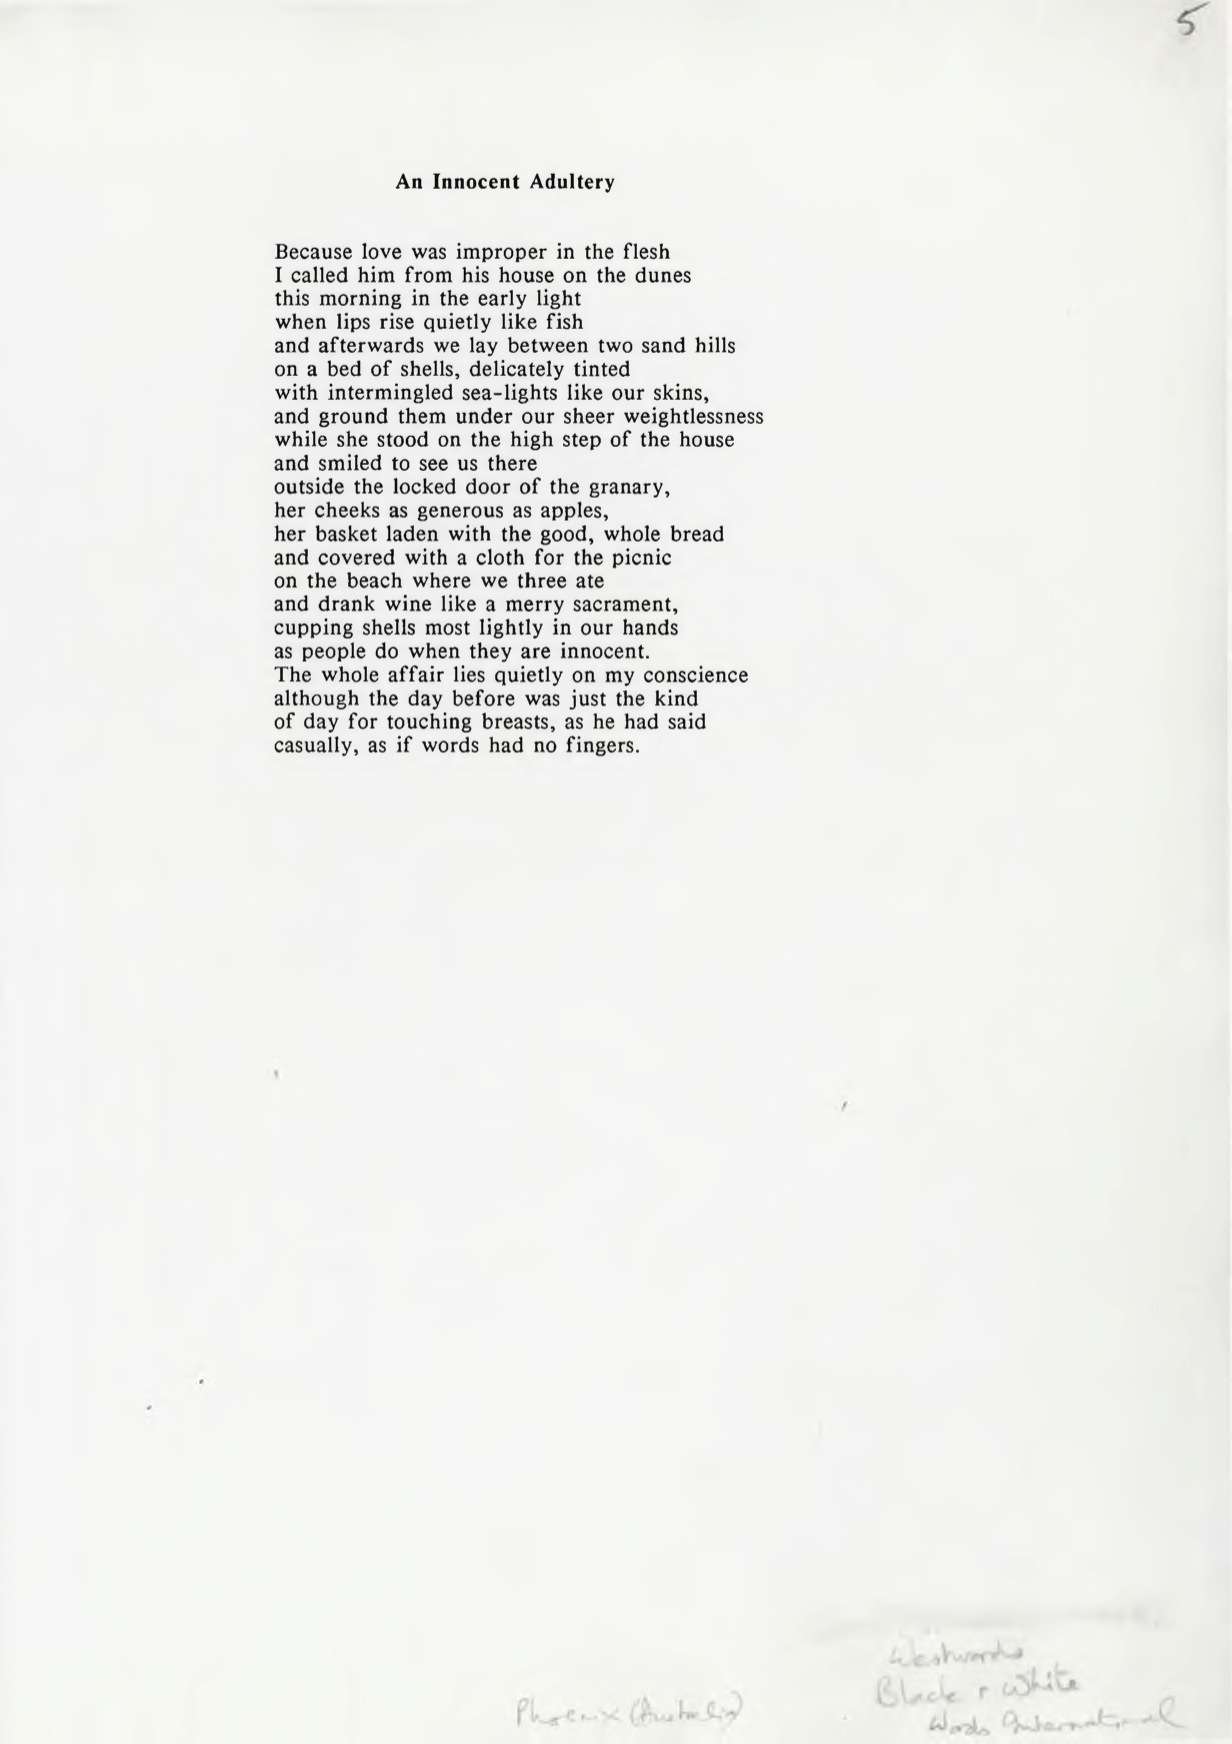 5
An Innocent Adultery
Because love was improper in the flesh
I called him from his house on the dunes
this morning in the early light
when lips rise quietly like fish
and afterwards we lay between two sand hills
on a bed of shells, delicately tinted
with intermingled sea-lights like our skins,
and ground them under our sheer weightlessness
while she stood on the high step of the house
and smiled to see us there
outside the locked door of the granary,
her cheeks as generous as apples,
her basket laden with the good, whole bread
and covered with a cloth for the picnic
on the beach where we three ate
and drank wine like a merry sacrament,
cupping shells most lightly in our hands
as people do when they are innocent.
The whole affair lies quietly on my conscience
although the day before was just the kind
of day for touching breasts, as he had said
casually, as if words had no fingers.
Westwords
Black & White
Words International
Phoenix (Australia)